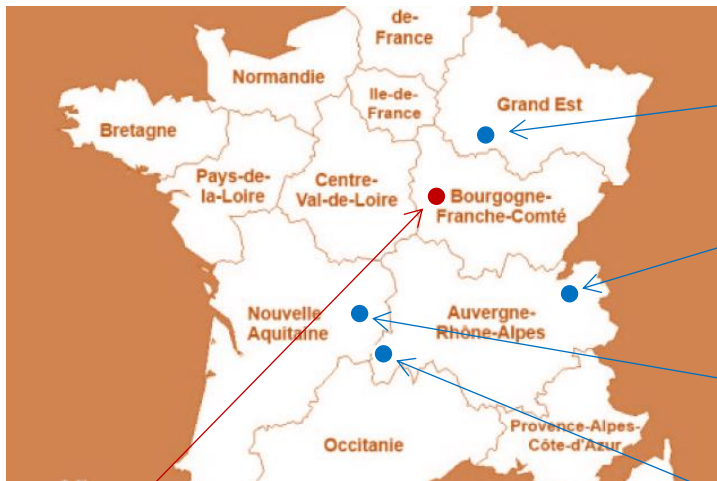 de-
France
Normandie
Ile-de-
France
Grand Est
Bretagne
Pays-de-
la-Loire
Centre-
Val-de-Loire
Bourgogne-
Franche-Comté
Nouvelle
Aquitaine
Auvergne-
Rhône-Alpes
Provence-Alpes-
Côte-d'Azur
Occitanie